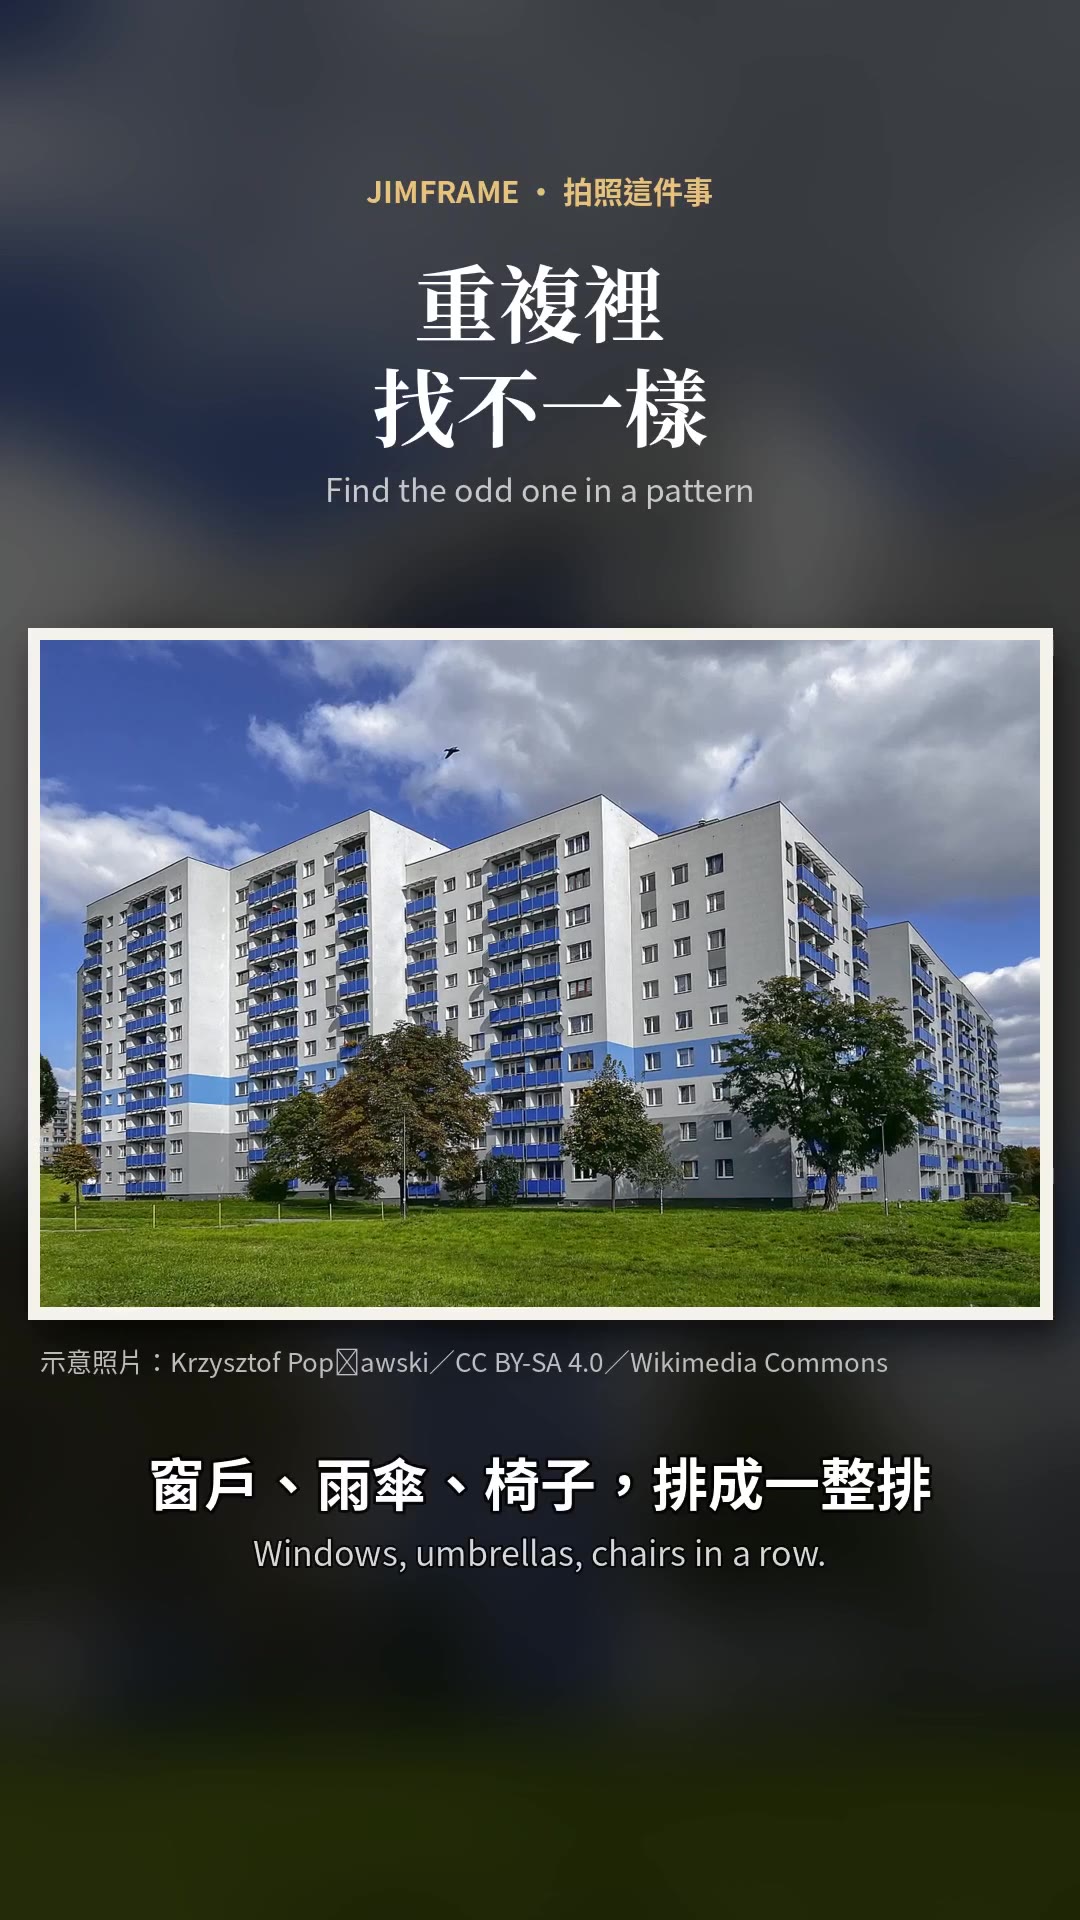 JIMFRAME · 拍照這件事
重複裡
找不一樣
Find the odd one in a pattern
示意照片：Krzysztof Pop☒awski／CC BY-SA 4.0／Wikimedia Commons
窗戶、雨傘、椅子，排成一整排
Windows, umbrellas, chairs in a row.